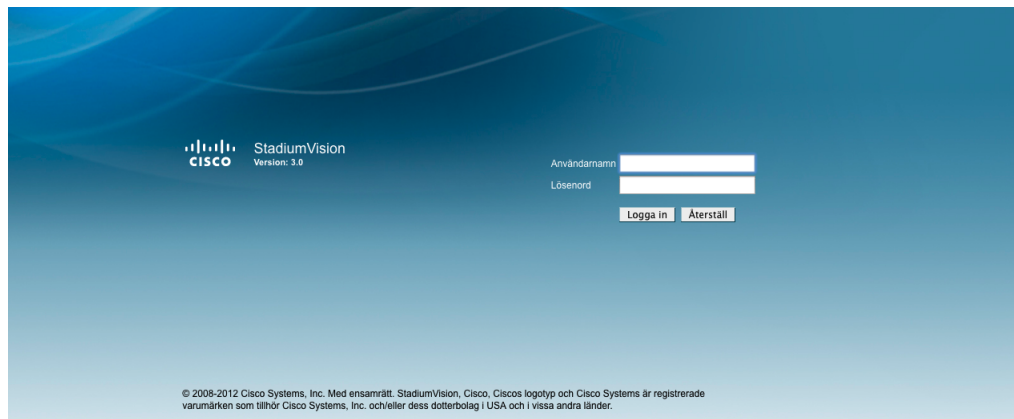 CISCO
StadiumVision
Version: 3.0
Användarnamn
Lösenord
Logga in
Återställ
© 2008-2012 Cisco Systems, Inc. Med ensamrätt. StadiumVision, Cisco, Ciscos logotyp och Cisco Systems är registrerade
varumärken som tillhör Cisco Systems, Inc. och/eller dess dotterbolag i USA och i vissa andra länder.